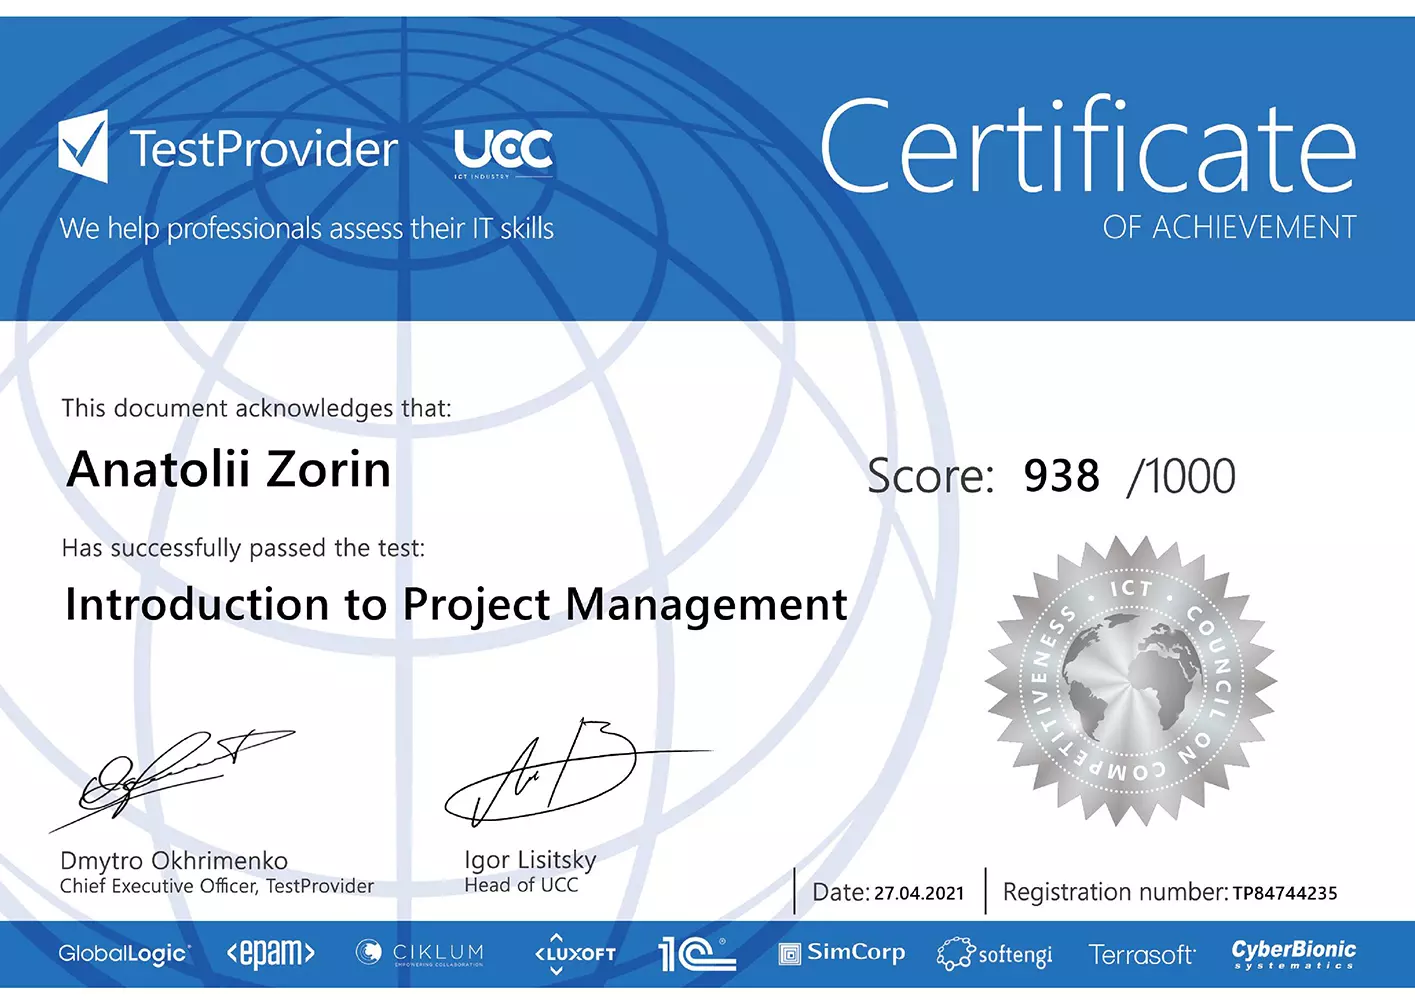 TestProvider
UCC
ICT INDUSTRY
We help professionals assess their IT skills
Certificate
OF ACHIEVEMENT
This document acknowledges that:
Anatolii Zorin
Score: 938 /1000
Has successfully passed the test:
Introduction to Project Management
ICT • COUNCIL ON COMPETITIVENESS •
Dmytro Okhrimenko
Chief Executive Officer, TestProvider
Igor Lisitsky
Head of UCC
Date: 27.04.2021
Registration number: TP84744235
GlobalLogic®
<epam>
CIKLUM
EMPOWERING COLLABORATION
<LUXOFT
1C®
SimCorp
softengi
Terrasoft
CyberBionic
systematics